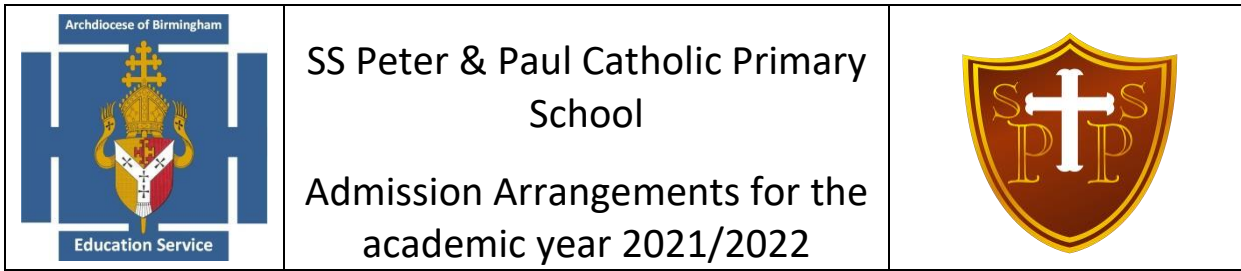 Archdiocese of Birmingham
Education Service
SS Peter & Paul Catholic Primary
School
Admission Arrangements for the
academic year 2021/2022
S S
P P